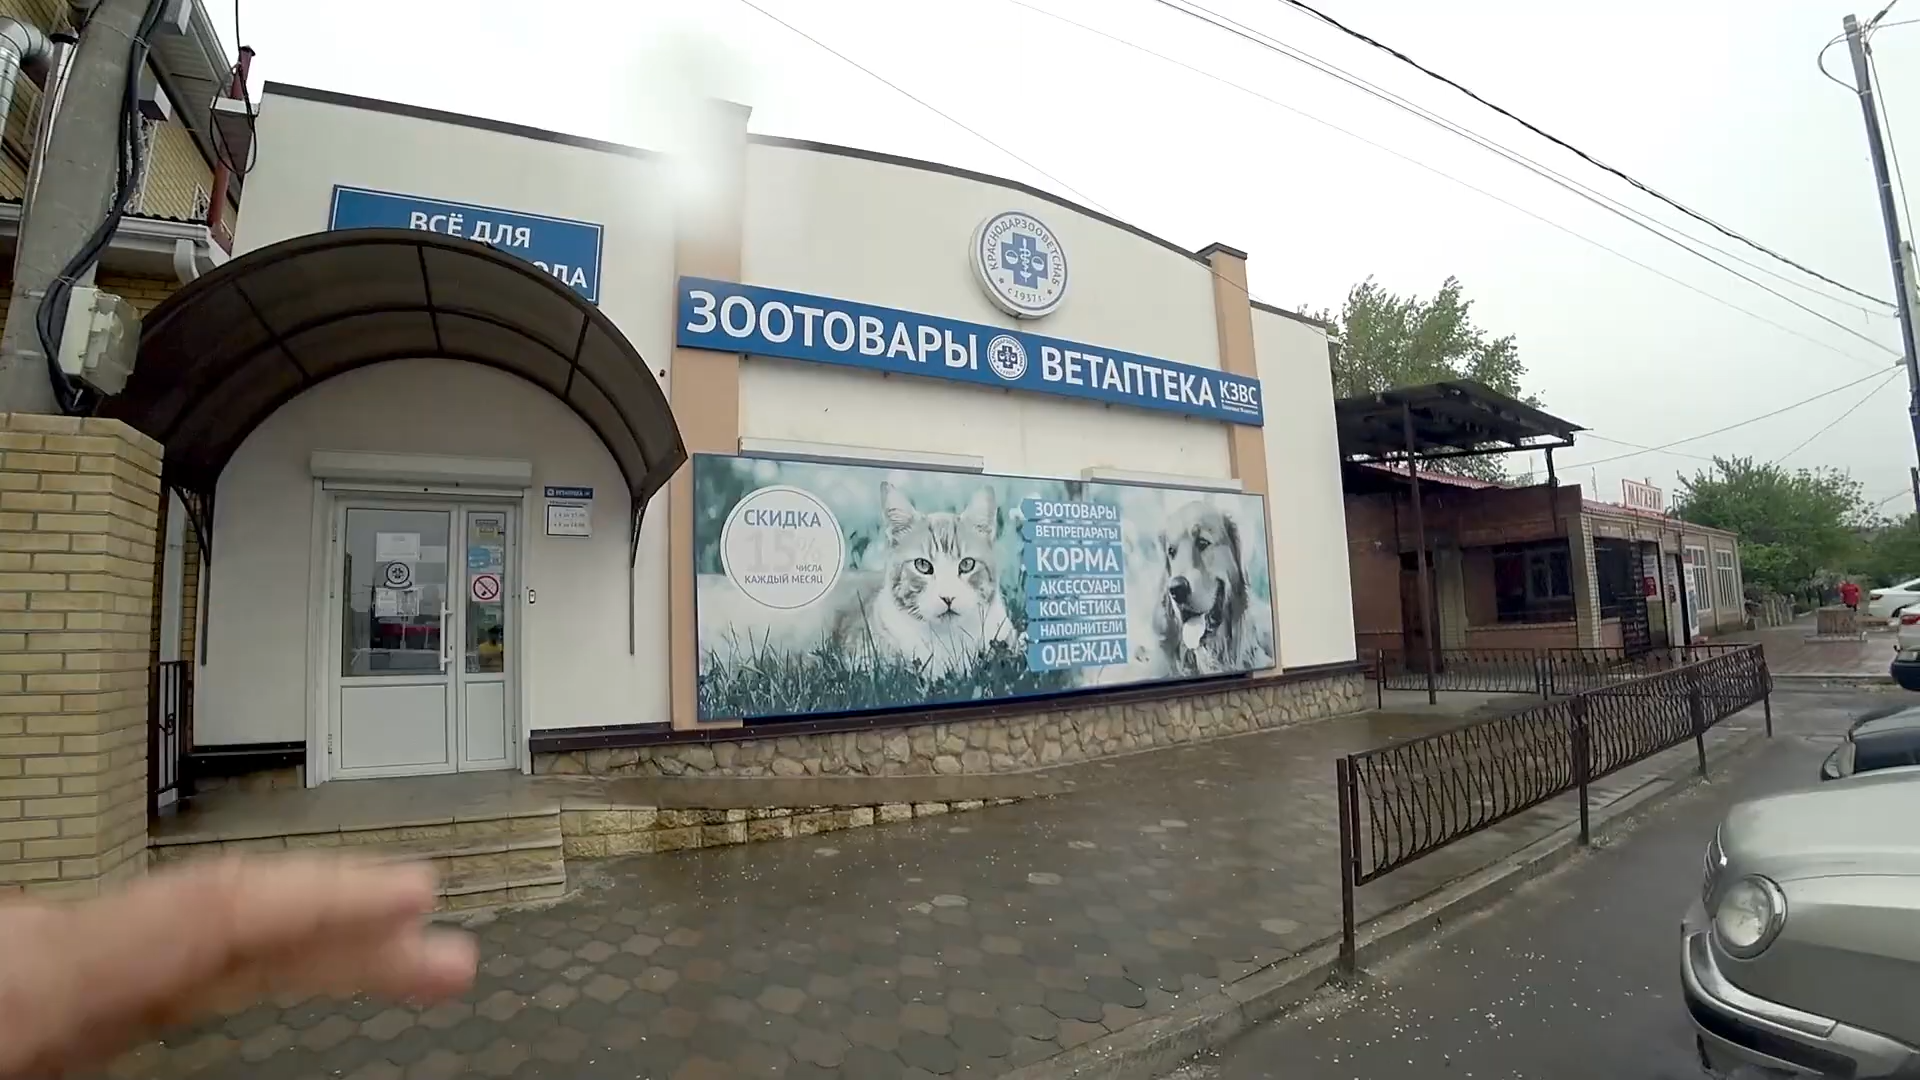 ВСЁ ДЛЯ
ОДА
КРАСНОДАРЗООВЕТСНАБ
с 1937 г.
ЗООТОВАРЫ ВЕТАПТЕКА КЗВС
СКИДКА
15%
ЧИСЛА
КАЖДЫЙ МЕСЯЦ
ЗООТОВАРЫ
ВЕТПРЕПАРАТЫ
КОРМА
АКСЕССУАРЫ
КОСМЕТИКА
НАПОЛНИТЕЛИ
ОДЕЖДА
МАГАЗИН